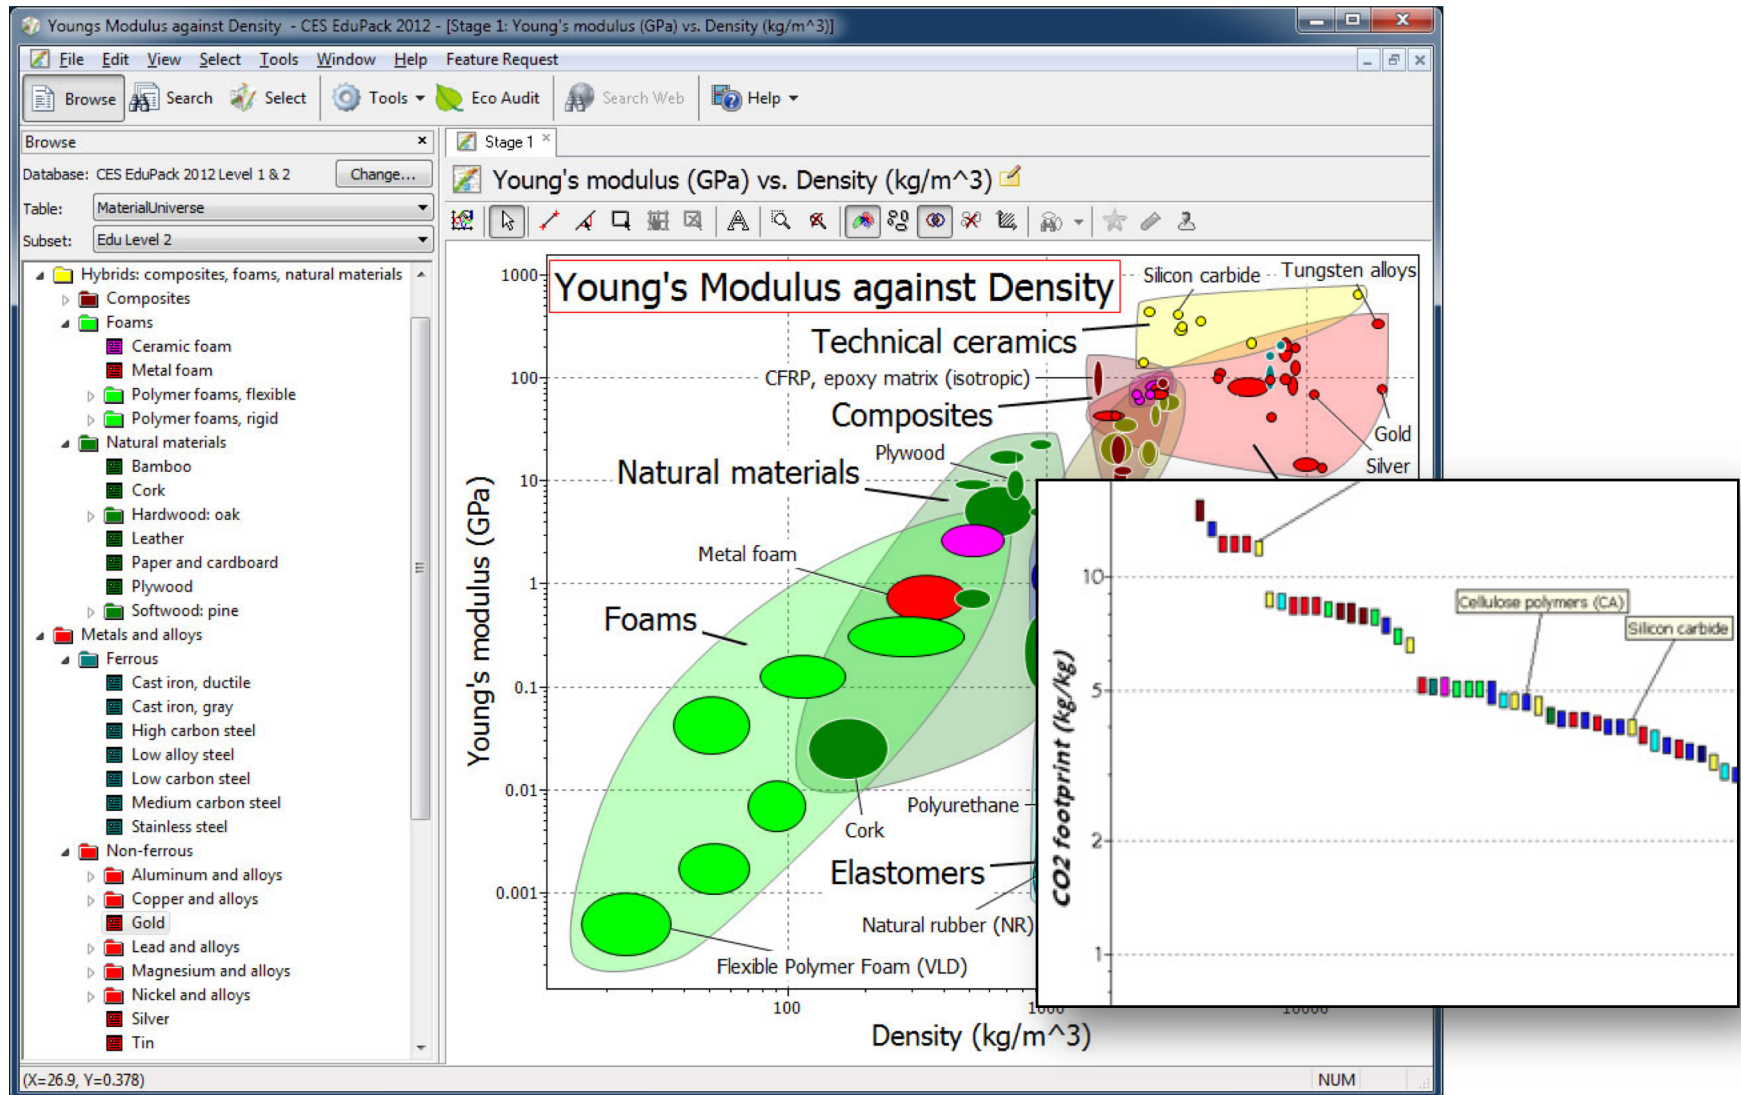 Youngs Modulus against Density - CES EduPack 2012 - [Stage 1: Young's modulus (GPa) vs. Density (kg/m^3)]
File Edit View Select Tools Window Help Feature Request
Browse Search Select Tools Eco Audit Search Web Help
Browse
Database: CES EduPack 2012 Level 1 & 2 Change...
Table: MaterialUniverse
Subset: Edu Level 2
Hybrids: composites, foams, natural materials
Composites
Foams
Ceramic foam
Metal foam
Polymer foams, flexible
Polymer foams, rigid
Natural materials
Bamboo
Cork
Hardwood: oak
Leather
Paper and cardboard
Plywood
Softwood: pine
Metals and alloys
Ferrous
Cast iron, ductile
Cast iron, gray
High carbon steel
Low alloy steel
Low carbon steel
Medium carbon steel
Stainless steel
Non-ferrous
Aluminum and alloys
Copper and alloys
Gold
Lead and alloys
Magnesium and alloys
Nickel and alloys
Silver
Tin
Stage 1
Young's modulus (GPa) vs. Density (kg/m^3)
Young's Modulus against Density
Silicon carbide
Tungsten alloys
Technical ceramics
CFRP, epoxy matrix (isotropic)
Composites
Plywood
Gold
Silver
Natural materials
Metal foam
Foams
Polyurethane
Cork
Elastomers
Natural rubber (NR)
Flexible Polymer Foam (VLD)
Young's modulus (GPa)
1000
100
10
1
0.1
0.01
0.001
100
1000
10000
Density (kg/m^3)
CO2 footprint (kg/kg)
10
5
2
1
Cellulose polymers (CA)
Silicon carbide
(X=26.9, Y=0.378)
NUM